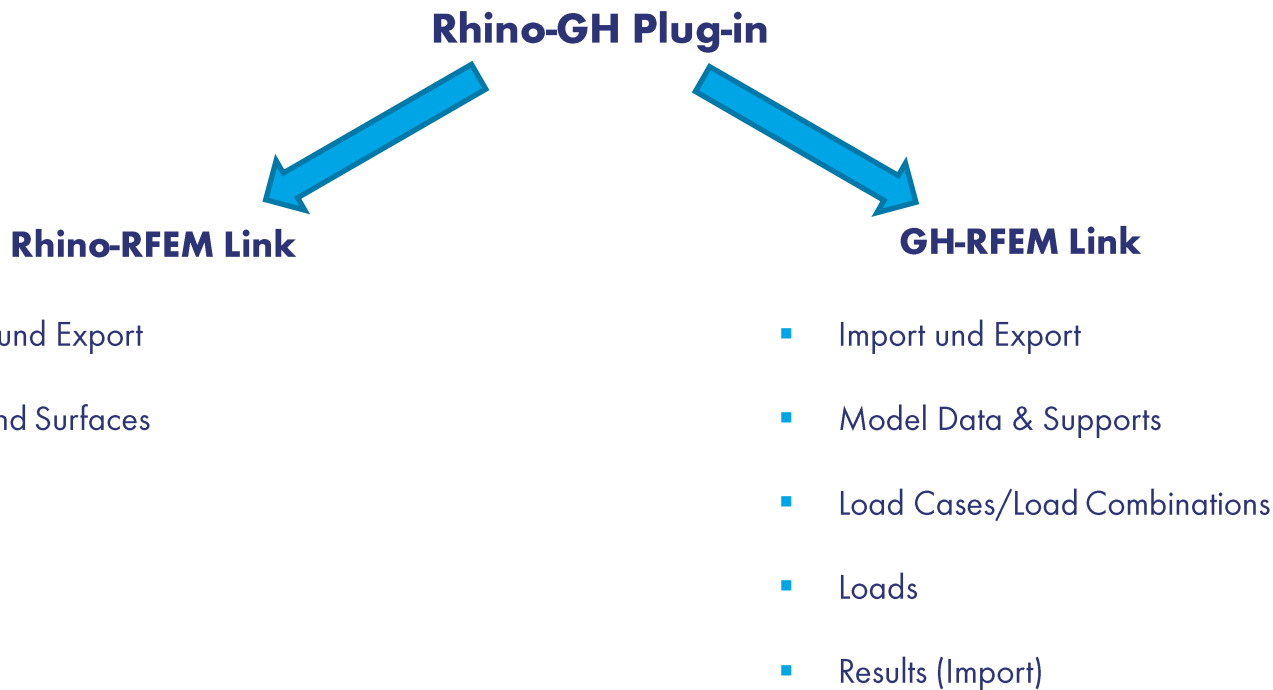 Rhino-GH Plug-in
Rhino-RFEM Link
und Export
nd Surfaces
GH-RFEM Link
Import und Export
Model Data & Supports
Load Cases/Load Combinations
Loads
Results (Import)